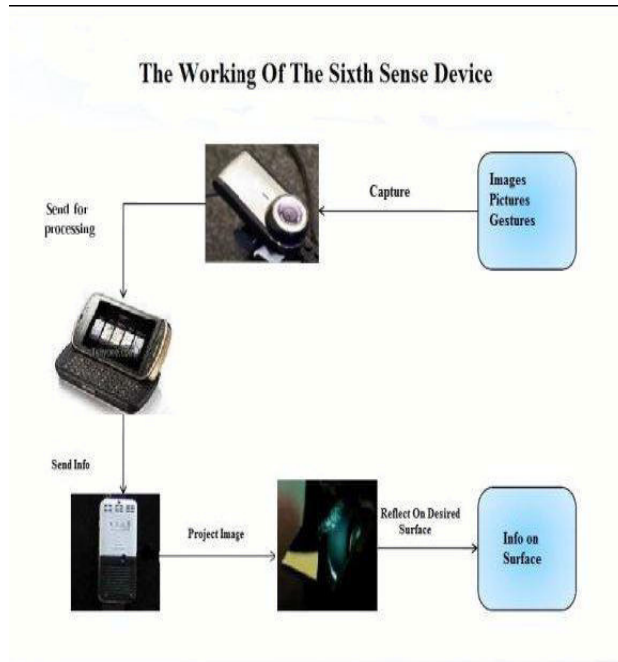 The Working Of The Sixth Sense Device
Images
Pictures
Gestures
Capture
Send for
processing
Send Info
Project Image
Reflect On Desired
Surface
Info on
Surface